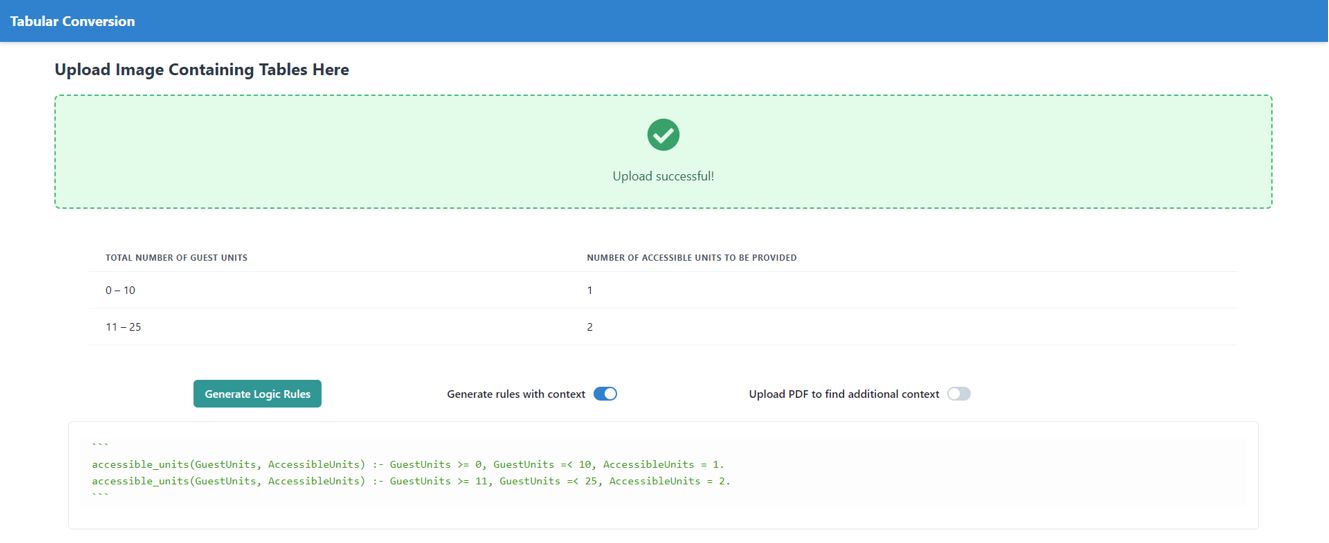 Tabular Conversion
Upload Image Containing Tables Here
Upload successful!
TOTAL NUMBER OF GUEST UNITS NUMBER OF ACCESSIBLE UNITS TO BE PROVIDED
0 – 10 1
11 – 25 2
Generate Logic Rules Generate rules with context Upload PDF to find additional context
```
accessible_units(GuestUnits, AccessibleUnits) :- GuestUnits >= 0, GuestUnits =< 10, AccessibleUnits = 1.
accessible_units(GuestUnits, AccessibleUnits) :- GuestUnits >= 11, GuestUnits =< 25, AccessibleUnits = 2.
```